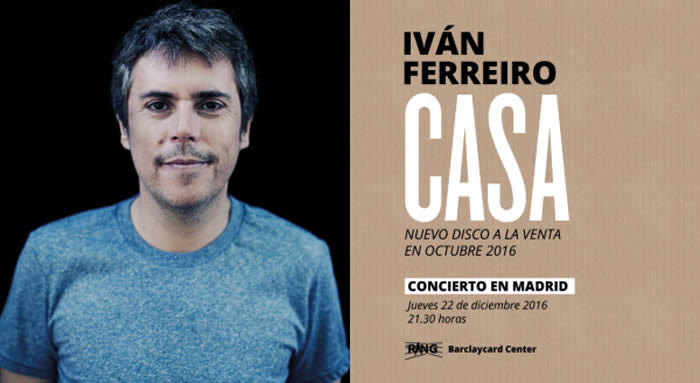 IVÁN
FERREIRO
CASA
NUEVO DISCO A LA VENTA
EN OCTUBRE 2016
CONCIERTO EN MADRID
Jueves 22 de diciembre 2016
21.30 horas
RING Barclaycard Center